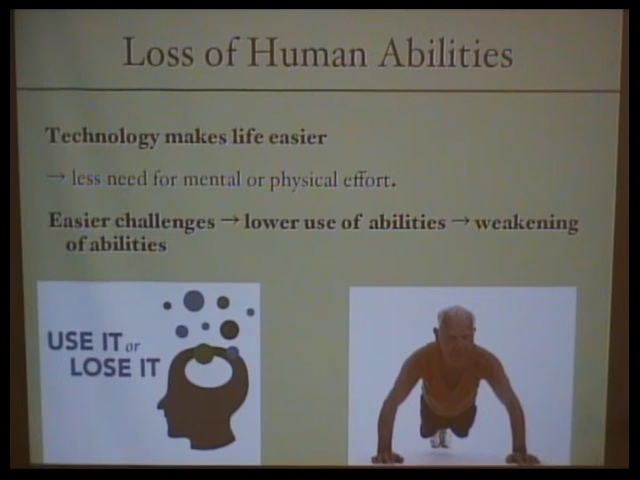 Loss of Human Abilities
Technology makes life easier
→ less need for mental or physical effort.
Easier challenges → lower use of abilities → weakening
of abilities
USE IT or
LOSE IT